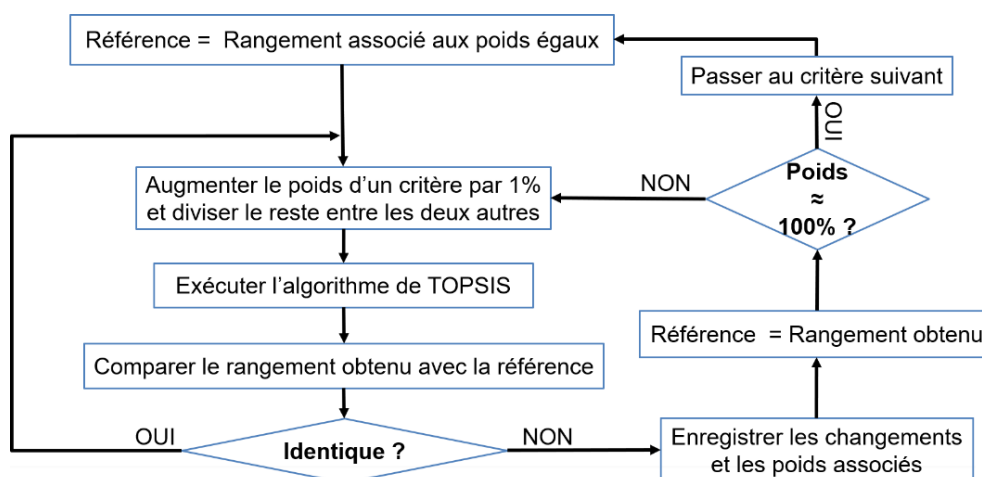 Référence =  Rangement associé aux poids égaux
Passer au critère suivant
OUI
Poids
≈
100% ?
NON
Augmenter le poids d'un critère par 1%
et diviser le reste entre les deux autres
Exécuter l'algorithme de TOPSIS
Référence  = Rangement obtenu
Comparer le rangement obtenu avec la référence
OUI
Identique ?
NON
Enregistrer les changements
et les poids associés